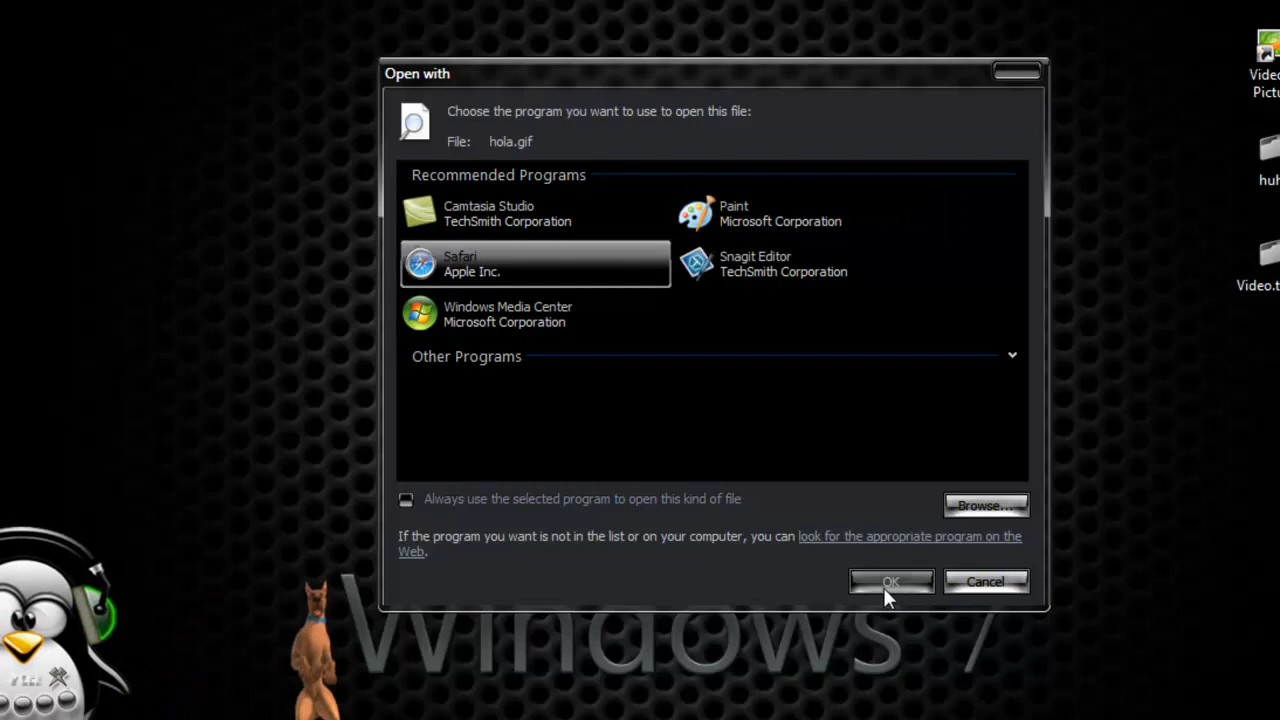 Open with
Choose the program you want to use to open this file:
File: hola.gif
Recommended Programs
Camtasia Studio
TechSmith Corporation
Paint
Microsoft Corporation
Safari
Apple Inc.
Snagit Editor
TechSmith Corporation
Windows Media Center
Microsoft Corporation
Other Programs
Always use the selected program to open this kind of file
Browse...
If the program you want is not in the list or on your computer, you can look for the appropriate program on the
Web.
OK
Cancel
Windows 7